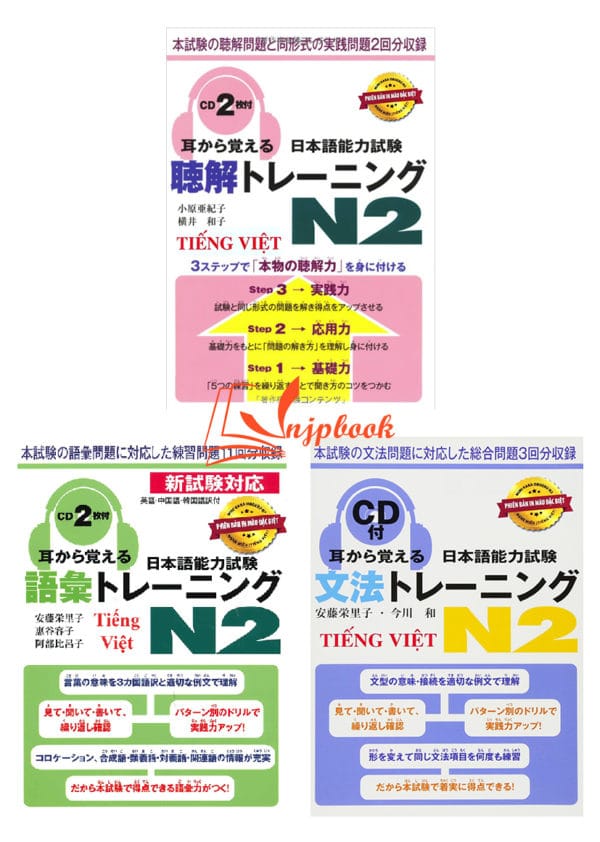 本試験の聴解問題と同形式の実践問題2回分収録
CD2枚付
PHIÊN BẢN IN MÀU ĐẶC BIỆT
耳から覚える 日本語能力試験
聴解トレーニング
小原亜紀子
横井 和子
N2
TIẾNG VIỆT
3ステップで「本物の聴解力」を身に付ける
Step 3 → 実践力
試験と同じ形式の問題を解き得点をアップさせる
Step 2 → 応用力
基礎力をもとに「問題の解き方」を理解し身に付ける
Step 1 → 基礎力
「5つの練習」を繰り返すことで聞き方のコツをつかむ
njpbook
本試験の語彙問題に対応した練習問題11回分収録
新試験対応
英語・中国語・韓国語訳付
CD2枚付
PHIÊN BẢN IN MÀU ĐẶC BIỆT
耳から覚える 日本語能力試験
語彙トレーニング
安藤栄里子
惠谷容子
阿部比呂子
Tiếng
Việt
N2
言葉の意味を3カ国語訳と適切な例文で理解
見て・聞いて・書いて、
繰り返し確認
パターン別のドリルで
実践力アップ!
コロケーション、合成語・類義語・対義語・関連語の情報が充実
だから本試験で得点できる語彙力がつく!
本試験の文法問題に対応した総合問題3回分収録
CD
付
PHIÊN BẢN IN MÀU ĐẶC BIỆT
耳から覚える 日本語能力試験
文法トレーニング
安藤栄里子・今川 和
TIẾNG VIỆT
N2
文型の意味・接続を適切な例文で理解
見て・聞いて・書いて、
繰り返し確認
パターン別のドリルで
実践力アップ!
形を変えて同じ文法項目を何度も練習
だから本試験で着実に得点できる!